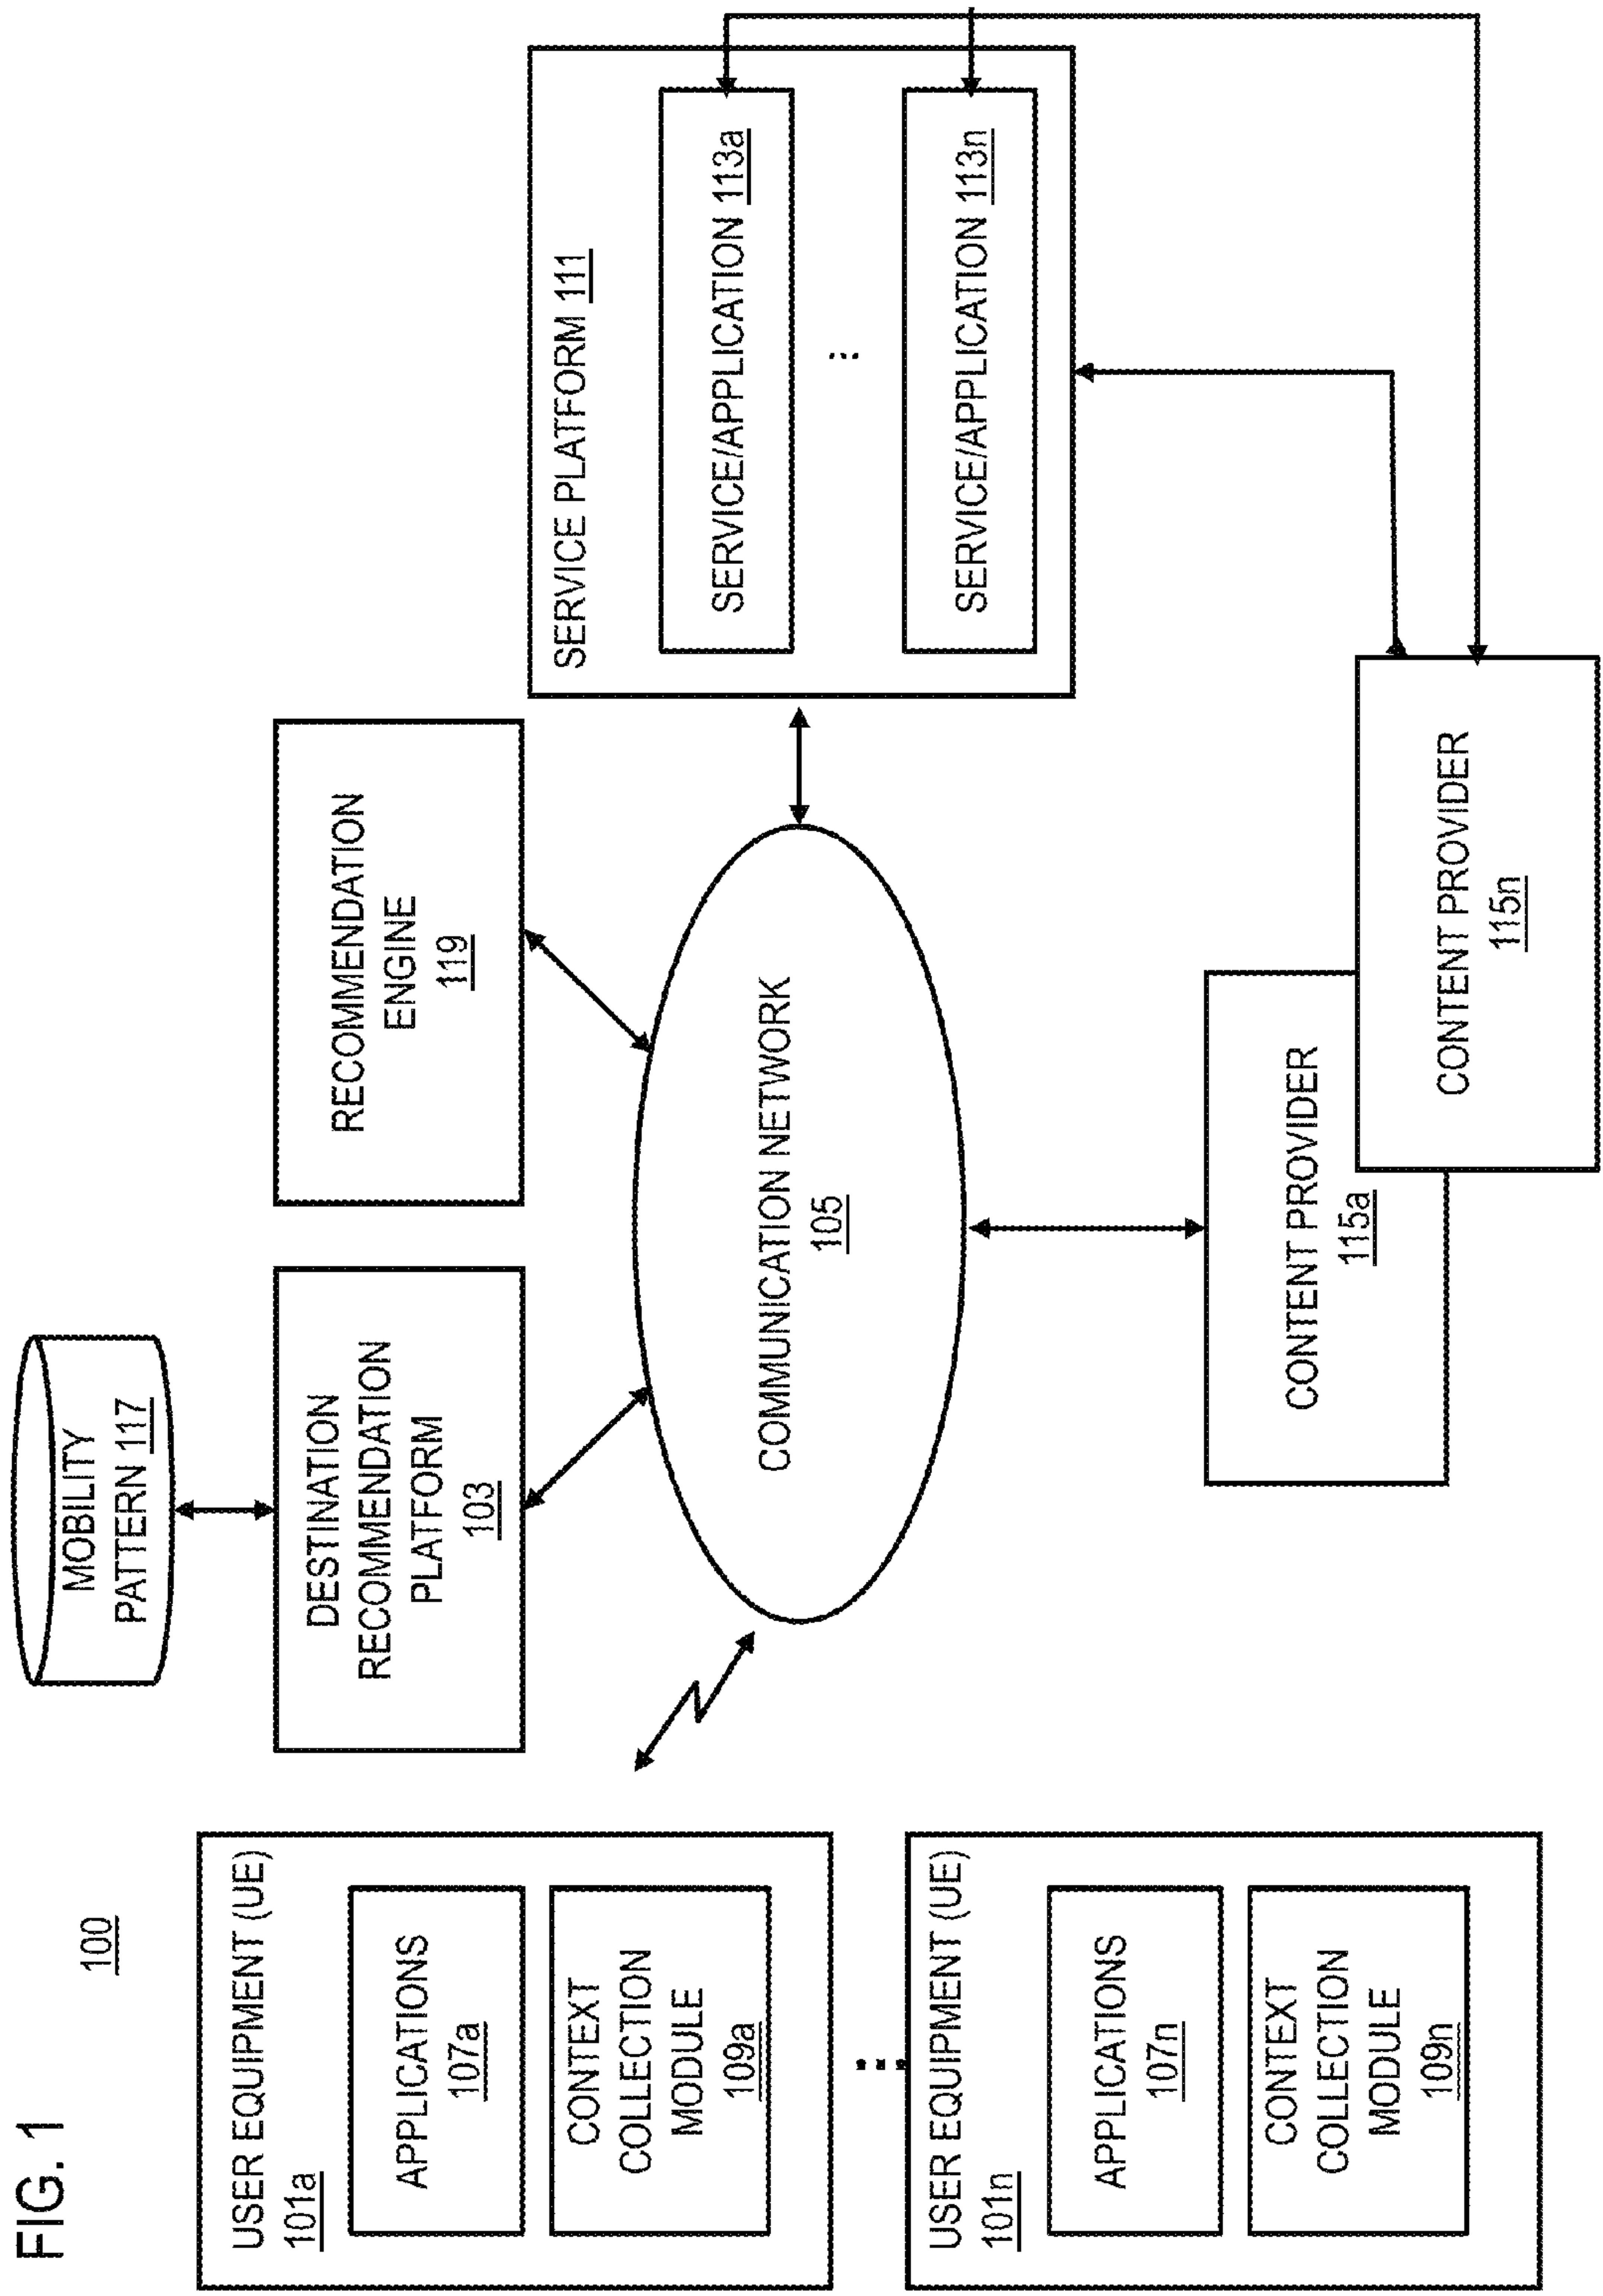 FIG. 1
100
USER EQUIPMENT (UE)
101a
APPLICATIONS
107a
CONTEXT
COLLECTION
MODULE
109a
...
USER EQUIPMENT (UE)
101n
APPLICATIONS
107n
CONTEXT
COLLECTION
MODULE
109n
MOBILITY
PATTERN 117
DESTINATION
RECOMMENDATION
PLATFORM
103
RECOMMENDATION
ENGINE
119
COMMUNICATION NETWORK
105
SERVICE PLATFORM 111
SERVICE/APPLICATION 113a
...
SERVICE/APPLICATION 113n
CONTENT PROVIDER
115a
CONTENT PROVIDER
115n